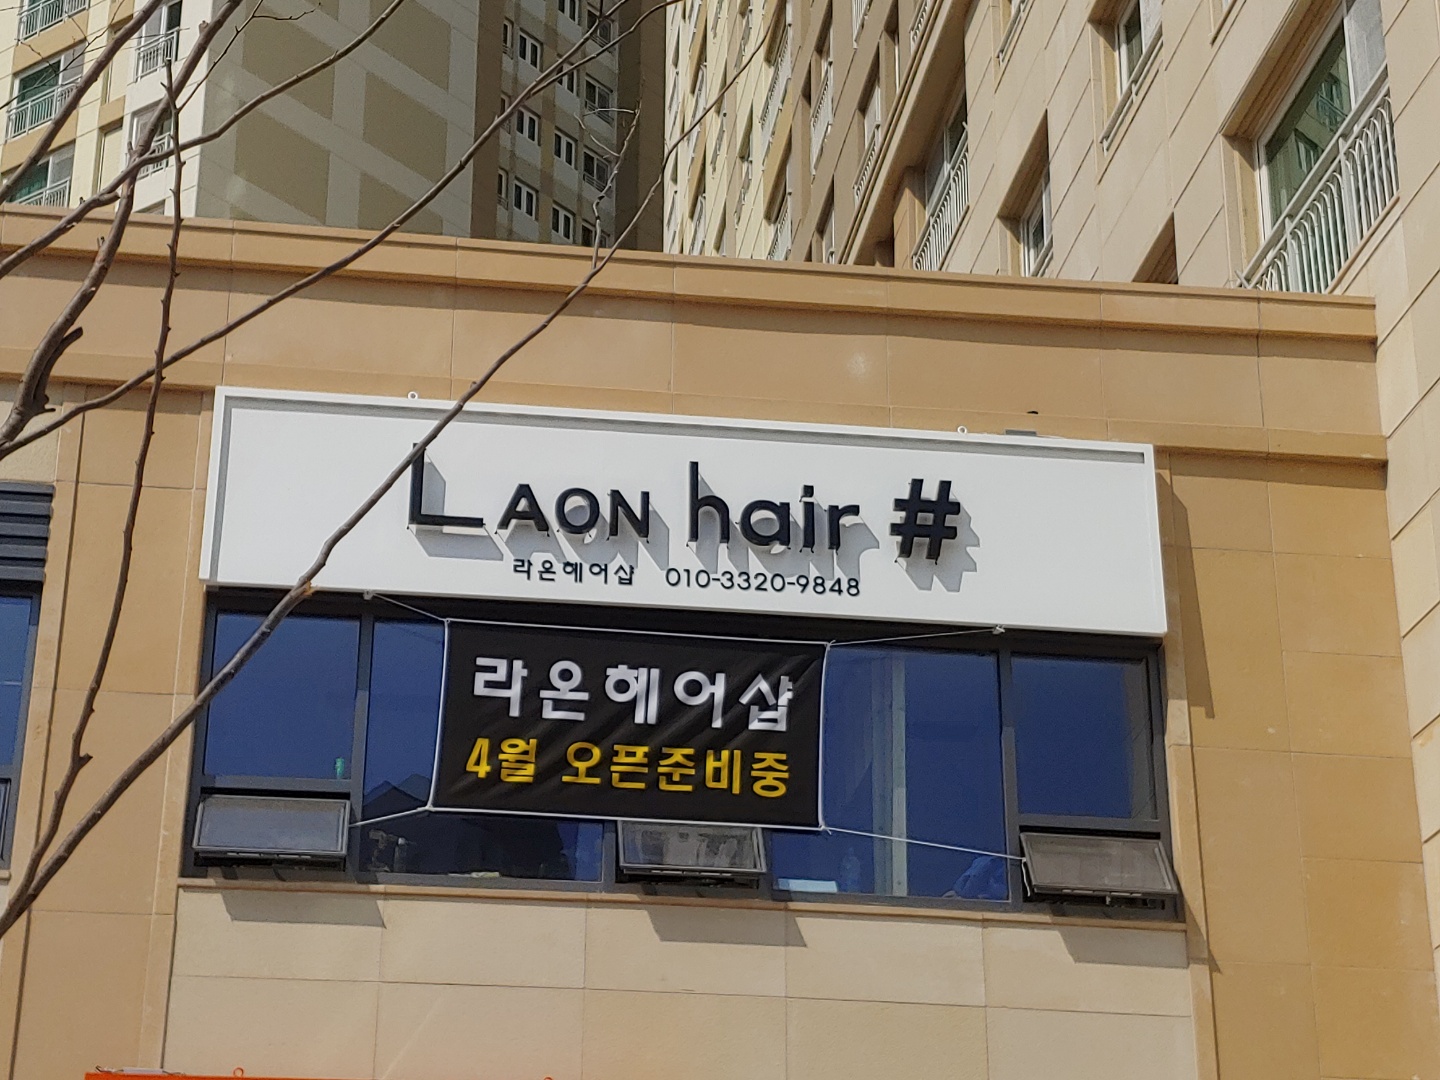 LAON hair #
라온헤어샵 010-3320-9848
라온헤어샵
4월 오픈준비중